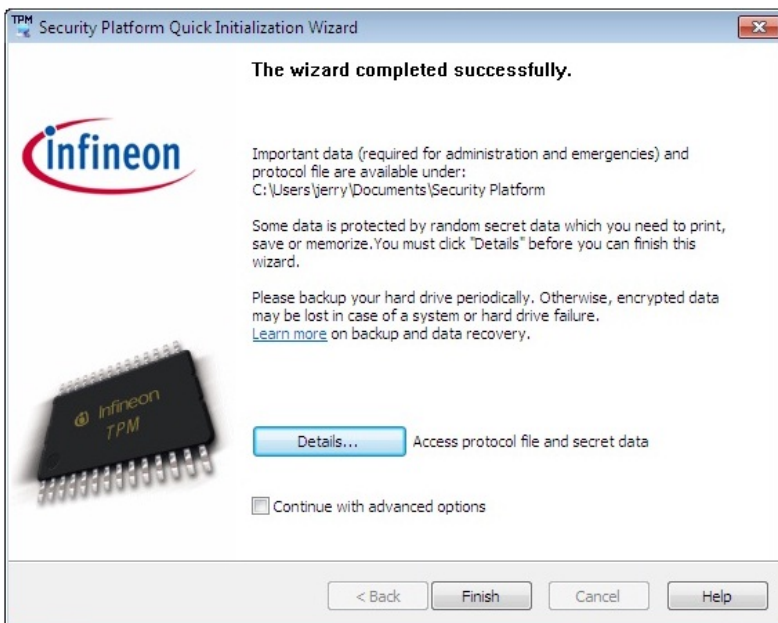 TPM
Security Platform Quick Initialization Wizard
The wizard completed successfully.
infineon
Important data (required for administration and emergencies) and
protocol file are available under:
C:\Users\jerry\Documents\Security Platform
Some data is protected by random secret data which you need to print,
save or memorize.You must click "Details" before you can finish this
wizard.
Please backup your hard drive periodically. Otherwise, encrypted data
may be lost in case of a system or hard drive failure.
Learn more on backup and data recovery.
Infineon
TPM
Details... Access protocol file and secret data
Continue with advanced options
< Back Finish Cancel Help